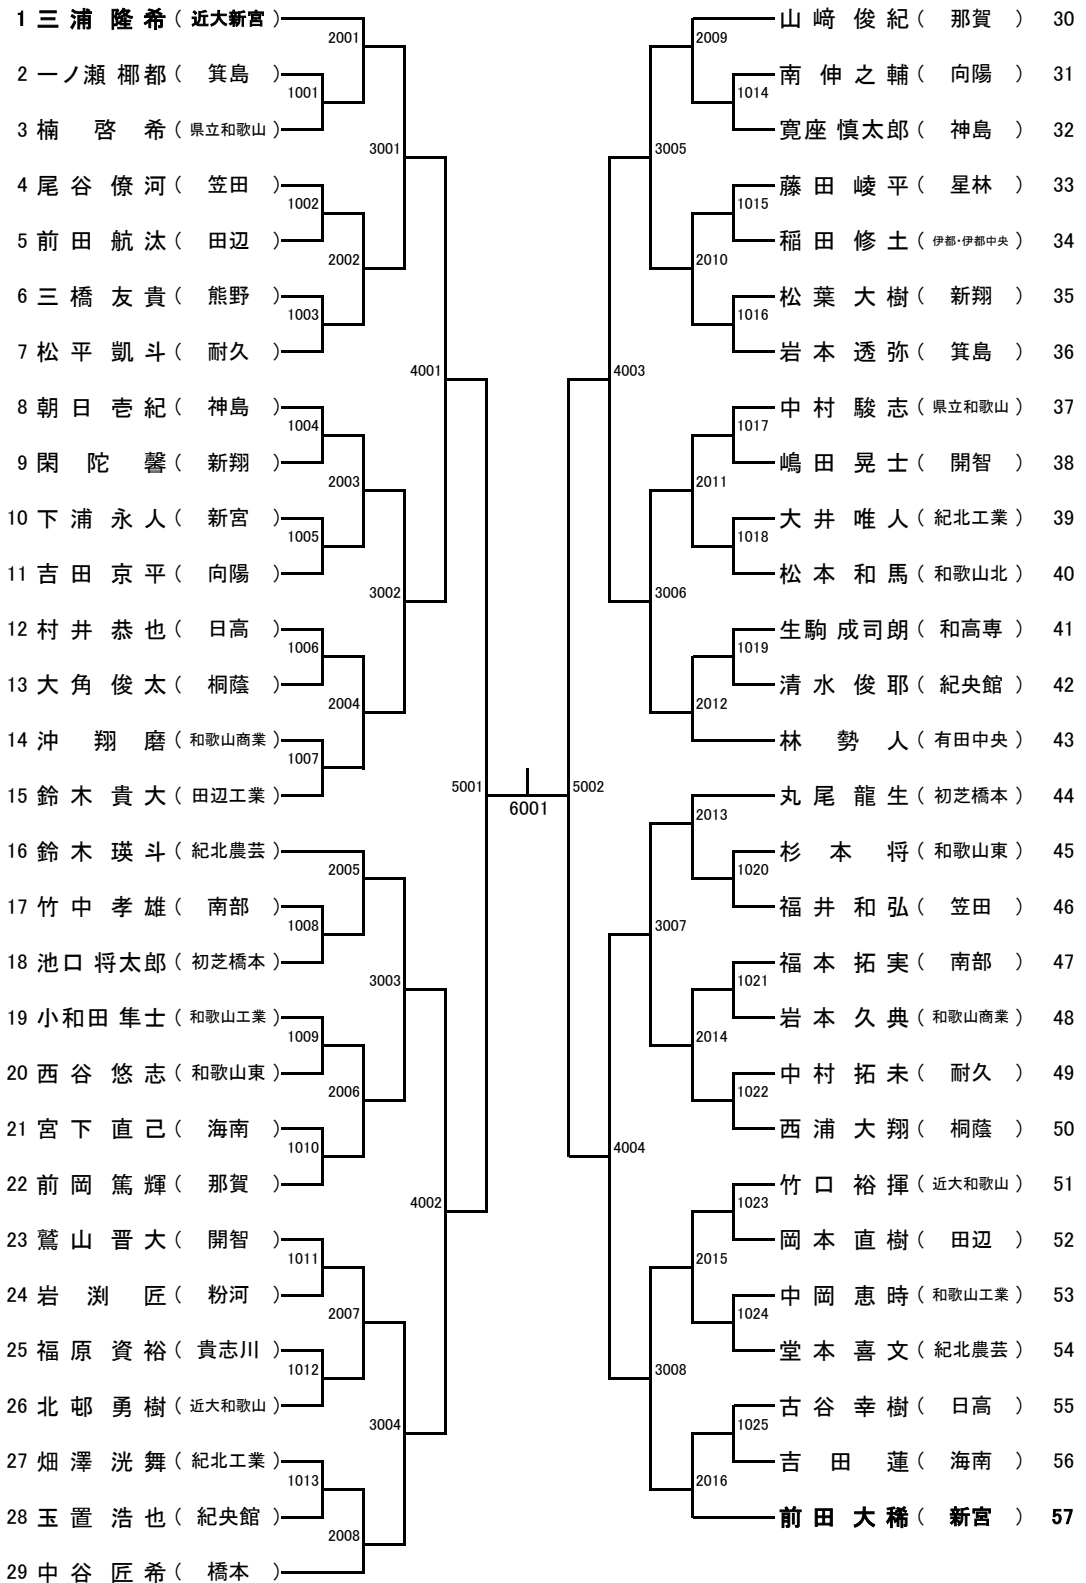 1 三浦 隆希 ( 近大新宮 )
2 一ノ瀬 椰都 ( 箕島 )
3 楠 啓希 ( 県立和歌山 )
4 尾谷 僚河 ( 笠田 )
5 前田 航汰 ( 田辺 )
6 三橋 友貴 ( 熊野 )
7 松平 凱斗 ( 耐久 )
8 朝日 壱紀 ( 神島 )
9 閑陀 馨 ( 新翔 )
10 下浦 永人 ( 新宮 )
11 吉田 京平 ( 向陽 )
12 村井 恭也 ( 日高 )
13 大角 俊太 ( 桐蔭 )
14 沖 翔磨 ( 和歌山商業 )
15 鈴木 貴大 ( 田辺工業 )
16 鈴木 瑛斗 ( 紀北農芸 )
17 竹中 孝雄 ( 南部 )
18 池口 将太郎 ( 初芝橋本 )
19 小和田 隼士 ( 和歌山工業 )
20 西谷 悠志 ( 和歌山東 )
21 宮下 直己 ( 海南 )
22 前岡 篤輝 ( 那賀 )
23 鷲山 晋大 ( 開智 )
24 岩渕 匠 ( 粉河 )
25 福原 資裕 ( 貴志川 )
26 北邨 勇樹 ( 近大和歌山 )
27 畑澤 洸舞 ( 紀北工業 )
28 玉置 浩也 ( 紀央館 )
29 中谷 匠希 ( 橋本 )
1001
1002
1003
1004
1005
1006
1007
1008
1009
1010
1011
1012
1013
2001
2002
2003
2004
2005
2006
2007
2008
3001
3002
3003
3004
4001
4002
5001
6001
5002
4003
4004
3005
3006
3007
3008
2009
2010
2011
2012
2013
2014
2015
2016
1014
1015
1016
1017
1018
1019
1020
1021
1022
1023
1024
1025
山﨑 俊紀 ( 那賀 ) 30
南 伸之輔 ( 向陽 ) 31
寛座 慎太郎 ( 神島 ) 32
藤田 崚平 ( 星林 ) 33
稲田 修士 ( 伊都・伊都中央 ) 34
松葉 大樹 ( 新翔 ) 35
岩本 透弥 ( 箕島 ) 36
中村 駿志 ( 県立和歌山 ) 37
嶋田 晃士 ( 開智 ) 38
大井 唯人 ( 紀北工業 ) 39
松本 和馬 ( 和歌山北 ) 40
生駒 成司朗 ( 和高専 ) 41
清水 俊耶 ( 紀央館 ) 42
林 勢人 ( 有田中央 ) 43
丸尾 龍生 ( 初芝橋本 ) 44
杉本 将 ( 和歌山東 ) 45
福井 和弘 ( 笠田 ) 46
福本 拓実 ( 南部 ) 47
岩本 久典 ( 和歌山商業 ) 48
中村 拓未 ( 耐久 ) 49
西浦 大翔 ( 桐蔭 ) 50
竹口 裕揮 ( 近大和歌山 ) 51
岡本 直樹 ( 田辺 ) 52
中岡 恵時 ( 和歌山工業 ) 53
堂本 喜文 ( 紀北農芸 ) 54
古谷 幸樹 ( 日高 ) 55
吉田 蓮 ( 海南 ) 56
前田 大稀 ( 新宮 ) 57